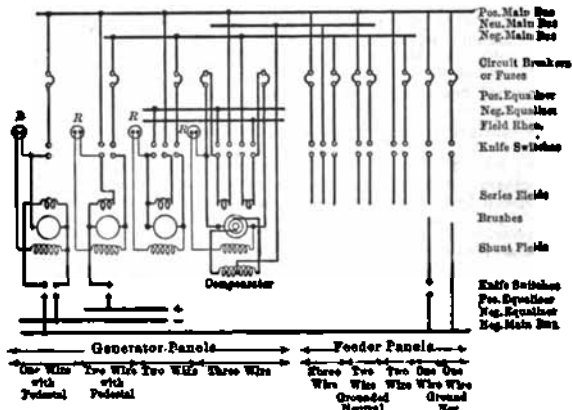 Pos. Main Bus
Neu. Main Bus
Neg. Main Bus
Circuit Breakers
or Fuses
Pos. Equalizer
Neg. Equalizer
Field Rheo.
Knife Switches
R
R
R
R
Series Fields
Brushes
Shunt Fields
Compensator
Knife Switches
Pos. Equalizer
Neg. Equalizer
Neg. Main Bus
+
−
Generator Panels
Feeder Panels
One Wire
with
Pedestal
Two Wire
with
Pedestal
Two Wire
Three Wire
Three
Wire
Two
Wire
Grounded
Neutral
Two
Wire
One
Wire
One
Wire
Ground
Neg.